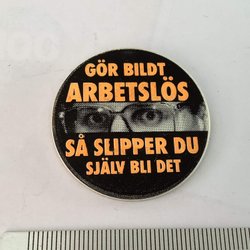 GÖR BILDT
ARBETSLÖS
SÅ SLIPPER DU
SJÄLV BLI DET